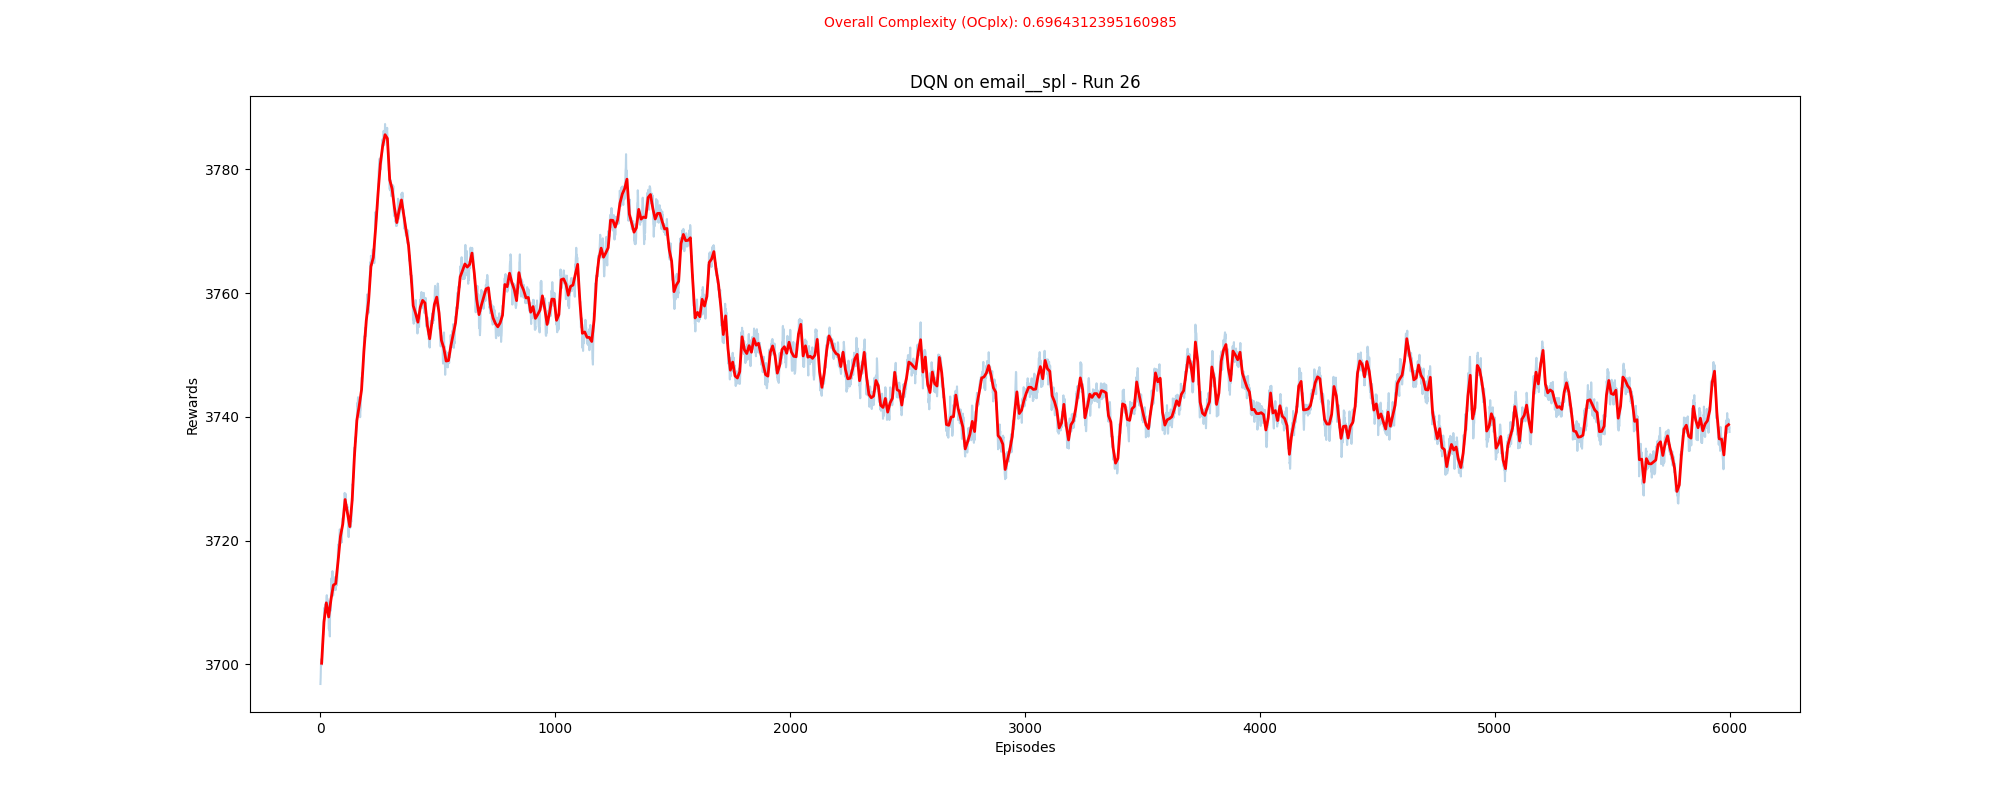 Overall Complexity (OCplx): 0.6964312395160985
DQN on email__spl - Run 26
3780
3760
3740
3720
3700
Rewards
0 1000 2000 3000 4000 5000 6000
Episodes